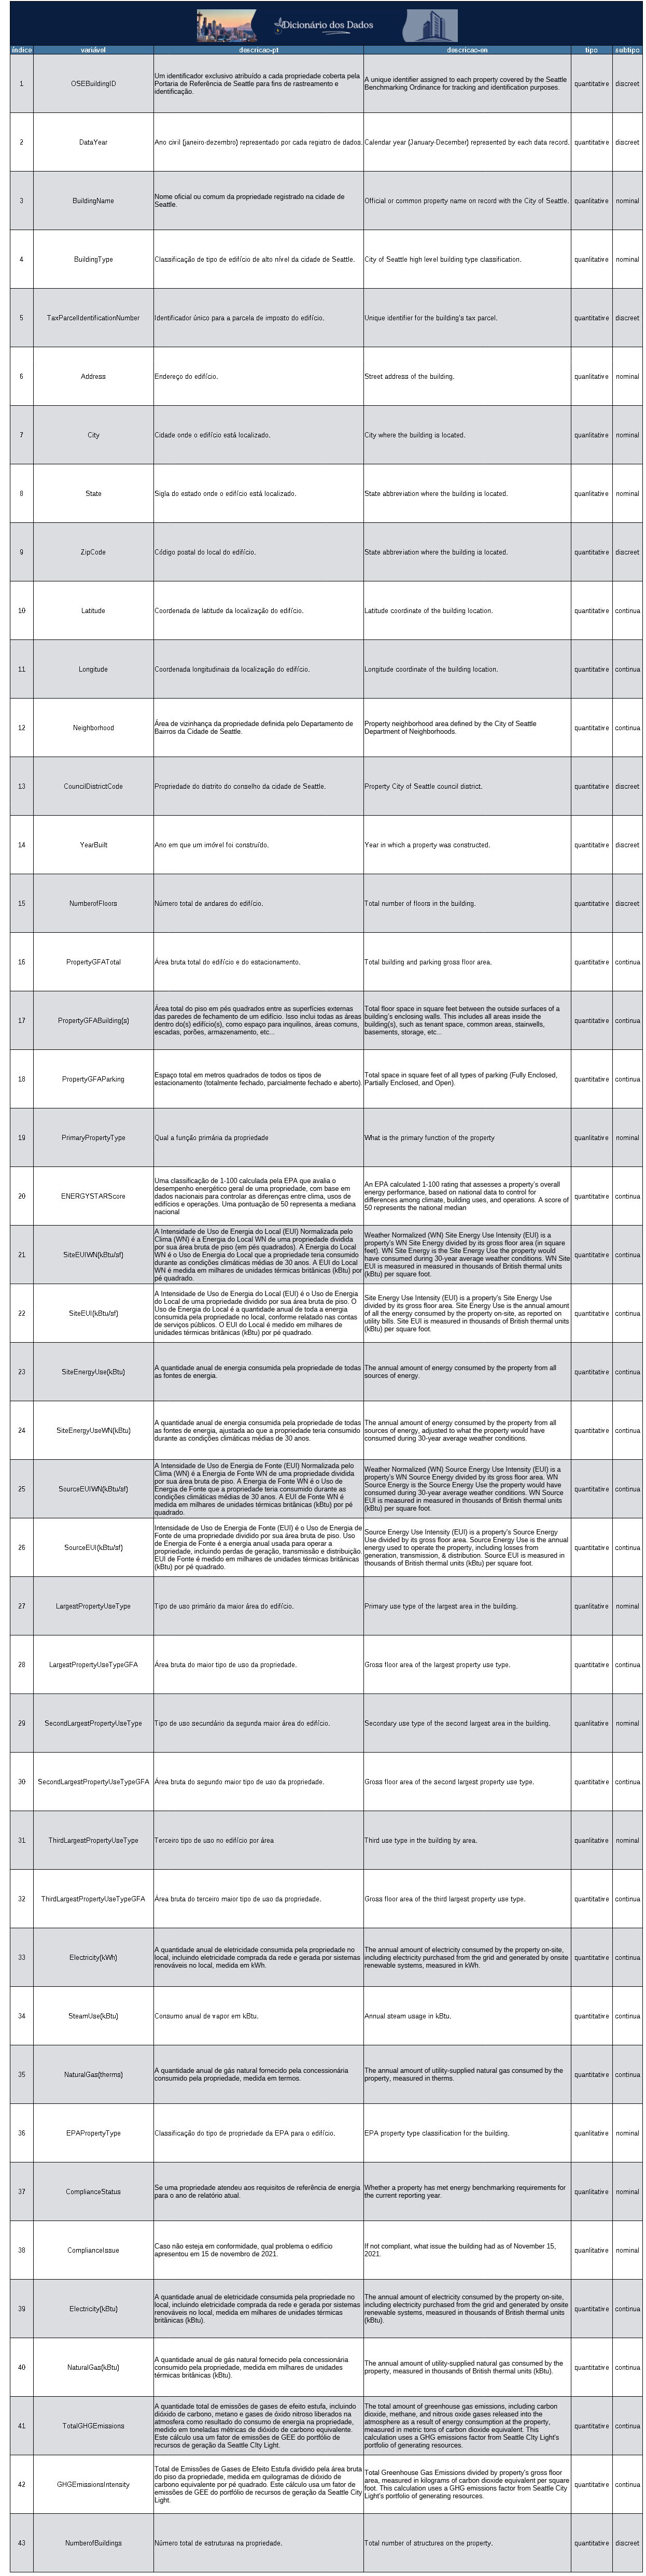 Dicionário dos Dados
índice variável descricao-pt descricao-en tipo subtipo
1 OSEBuildingID
Um identificador exclusivo atribuído a cada propriedade coberta pela
Portaria de Referência de Seattle para fins de rastreamento e
identificação.
A unique identifier assigned to each property covered by the Seattle
Benchmarking Ordinance for tracking and identification purposes.
quantitative discreet
2 DataYear Ano civil (janeiro-dezembro) representado por cada registro de dados. Calendar year (January-December) represented by each data record. quantitative discreet
3 BuildingName
Nome oficial ou comum da propriedade registrado na cidade de
Seattle.
Official or common property name on record with the City of Seattle. quanlitative nominal
4 BuildingType Classificação de tipo de edifício de alto nível da cidade de Seattle. City of Seattle high level building type classification. quanlitative nominal
5 TaxParcelIdentificationNumber Identificador único para a parcela de imposto do edifício. Unique identifier for the building's tax parcel. quantitative discreet
6 Address Endereço do edifício. Street address of the building. quanlitative nominal
7 City Cidade onde o edifício está localizado. City where the building is located. quanlitative nominal
8 State Sigla do estado onde o edifício está localizado. State abbreviation where the building is located. quanlitative nominal
9 ZipCode Código postal do local do edifício. State abbreviation where the building is located. quantitative discreet
10 Latitude Coordenada de latitude da localização do edifício. Latitude coordinate of the building location. quantitative continua
11 Longitude Coordenada longitudinais da localização do edifício. Longitude coordinate of the building location. quantitative continua
12 Neighborhood
Área de vizinhança da propriedade definida pelo Departamento de
Bairros da Cidade de Seattle.
Property neighborhood area defined by the City of Seattle
Department of Neighborhoods.
quantitative continua
13 CouncilDistrictCode Propriedade do distrito do conselho da cidade de Seattle. Property City of Seattle council district. quantitative discreet
14 YearBuilt Ano em que um imóvel foi construído. Year in which a property was constructed. quantitative discreet
15 NumberofFloors Número total de andares do edifício. Total number of floors in the building. quantitative discreet
16 PropertyGFATotal Área bruta total do edifício e do estacionamento. Total building and parking gross floor area. quantitative continua
17 PropertyGFABuilding(s)
Área total do piso em pés quadrados entre as superfícies externas
das paredes de fechamento de um edifício. Isso inclui todas as áreas
dentro do(s) edifício(s), como espaço para inquilinos, áreas comuns,
escadas, porões, armazenamento, etc...
Total floor space in square feet between the outside surfaces of a
building's enclosing walls. This includes all areas inside the
building(s), such as tenant space, common areas, stairwells,
basements, storage, etc...
quantitative continua
18 PropertyGFAParking
Espaço total em metros quadrados de todos os tipos de
estacionamento (totalmente fechado, parcialmente fechado e aberto).
Total space in square feet of all types of parking (Fully Enclosed,
Partially Enclosed, and Open).
quantitative continua
19 PrimaryPropertyType Qual a função primária da propriedade What is the primary function of the property quanlitative nominal
20 ENERGYSTARScore
Uma classificação de 1-100 calculada pela EPA que avalia o
desempenho energético geral de uma propriedade, com base em
dados nacionais para controlar as diferenças entre clima, usos de
edifícios e operações. Uma pontuação de 50 representa a mediana
nacional
An EPA calculated 1-100 rating that assesses a property's overall
energy performance, based on national data to control for
differences among climate, building uses, and operations. A score of
50 represents the national median
quantitative continua
21 SiteEUIWN(kBtu/sf)
A Intensidade de Uso de Energia do Local (EUI) Normalizada pelo
Clima (WN) é a Energia do Local WN de uma propriedade dividida
por sua área bruta de piso (em pés quadrados). A Energia do Local
WN é o Uso de Energia do Local que a propriedade teria consumido
durante as condições climáticas médias de 30 anos. A EUI do Local
WN é medida em milhares de unidades térmicas britânicas (kBtu) por
pé quadrado.
Weather Normalized (WN) Site Energy Use Intensity (EUI) is a
property's WN Site Energy divided by its gross floor area (in square
feet). WN Site Energy is the Site Energy Use the property would
have consumed during 30-year average weather conditions. WN Site
EUI is measured in measured in thousands of British thermal units
(kBtu) per square foot.
quantitative continua
22 SiteEUI(kBtu/sf)
A Intensidade de Uso de Energia do Local (EUI) é o Uso de Energia
do Local de uma propriedade dividido por sua área bruta de piso. O
Uso de Energia do Local é a quantidade anual de toda a energia
consumida pela propriedade no local, conforme relatado nas contas
de serviços públicos. O EUI do Local é medido em milhares de
unidades térmicas britânicas (kBtu) por pé quadrado.
Site Energy Use Intensity (EUI) is a property's Site Energy Use
divided by its gross floor area. Site Energy Use is the annual amount
of all the energy consumed by the property on-site, as reported on
utility bills. Site EUI is measured in thousands of British thermal units
(kBtu) per square foot.
quantitative continua
23 SiteEnergyUse(kBtu)
A quantidade anual de energia consumida pela propriedade de todas
as fontes de energia.
The annual amount of energy consumed by the property from all
sources of energy.
quantitative continua
24 SiteEnergyUseWN(kBtu)
A quantidade anual de energia consumida pela propriedade de todas
as fontes de energia, ajustada ao que a propriedade teria consumido
durante as condições climáticas médias de 30 anos.
The annual amount of energy consumed by the property from all
sources of energy, adjusted to what the property would have
consumed during 30-year average weather conditions.
quantitative continua
25 SourceEUIWN(kBtu/sf)
A Intensidade de Uso de Energia de Fonte (EUI) Normalizada pelo
Clima (WN) é a Energia de Fonte WN de uma propriedade dividida
por sua área bruta de piso. A Energia de Fonte WN é o Uso de
Energia de Fonte que a propriedade teria consumido durante as
condições climáticas médias de 30 anos. A EUI de Fonte WN é
medida em milhares de unidades térmicas britânicas (kBtu) por pé
quadrado.
Weather Normalized (WN) Source Energy Use Intensity (EUI) is a
property's WN Source Energy divided by its gross floor area. WN
Source Energy is the Source Energy Use the property would have
consumed during 30-year average weather conditions. WN Source
EUI is measured in measured in thousands of British thermal units
(kBtu) per square foot.
quantitative continua
26 SourceEUI(kBtu/sf)
Intensidade de Uso de Energia de Fonte (EUI) é o Uso de Energia de
Fonte de uma propriedade dividido por sua área bruta de piso. Uso
de Energia de Fonte é a energia anual usada para operar a
propriedade, incluindo perdas de geração, transmissão e distribuição.
EUI de Fonte é medido em milhares de unidades térmicas britânicas
(kBtu) por pé quadrado.
Source Energy Use Intensity (EUI) is a property's Source Energy
Use divided by its gross floor area. Source Energy Use is the annual
energy used to operate the property, including losses from
generation, transmission, & distribution. Source EUI is measured in
thousands of British thermal units (kBtu) per square foot.
quantitative continua
27 LargestPropertyUseType Tipo de uso primário da maior área do edifício. Primary use type of the largest area in the building. quanlitative nominal
28 LargestPropertyUseTypeGFA Área bruta do maior tipo de uso da propriedade. Gross floor area of the largest property use type. quantitative continua
29 SecondLargestPropertyUseType Tipo de uso secundário da segunda maior área do edifício. Secondary use type of the second largest area in the building. quanlitative nominal
30 SecondLargestPropertyUseTypeGFA Área bruta do segundo maior tipo de uso da propriedade. Gross floor area of the second largest property use type. quantitative continua
31 ThirdLargestPropertyUseType Terceiro tipo de uso no edifício por área Third use type in the building by area. quanlitative nominal
32 ThirdLargestPropertyUseTypeGFA Área bruta do terceiro maior tipo de uso da propriedade. Gross floor area of the third largest property use type. quantitative continua
33 Electricity(kWh)
A quantidade anual de eletricidade consumida pela propriedade no
local, incluindo eletricidade comprada da rede e gerada por sistemas
renováveis no local, medida em kWh.
The annual amount of electricity consumed by the property on-site,
including electricity purchased from the grid and generated by onsite
renewable systems, measured in kWh.
quantitative continua
34 SteamUse(kBtu) Consumo anual de vapor em kBtu. Annual steam usage in kBtu. quantitative continua
35 NaturalGas(therms)
A quantidade anual de gás natural fornecido pela concessionária
consumido pela propriedade, medida em termos.
The annual amount of utility-supplied natural gas consumed by the
property, measured in therms.
quantitative continua
36 EPAPropertyType Classificação do tipo de propriedade da EPA para o edifício. EPA property type classification for the building. quanlitative nominal
37 ComplianceStatus
Se uma propriedade atendeu aos requisitos de referência de energia
para o ano de relatório atual.
Whether a property has met energy benchmarking requirements for
the current reporting year.
quanlitative nominal
38 ComplianceIssue
Caso não esteja em conformidade, qual problema o edifício
apresentou em 15 de novembro de 2021.
If not compliant, what issue the building had as of November 15,
2021.
quanlitative nominal
39 Electricity(kBtu)
A quantidade anual de eletricidade consumida pela propriedade no
local, incluindo eletricidade comprada da rede e gerada por sistemas
renováveis no local, medida em milhares de unidades térmicas
britânicas (kBtu).
The annual amount of electricity consumed by the property on-site,
including electricity purchased from the grid and generated by onsite
renewable systems, measured in thousands of British thermal units
(kBtu).
quantitative continua
40 NaturalGas(kBtu)
A quantidade anual de gás natural fornecido pela concessionária
consumido pela propriedade, medida em milhares de unidades
térmicas britânicas (kBtu).
The annual amount of utility-supplied natural gas consumed by the
property, measured in thousands of British thermal units (kBtu).
quantitative continua
41 TotalGHGEmissions
A quantidade total de emissões de gases de efeito estufa, incluindo
dióxido de carbono, metano e gases de óxido nitroso liberados na
atmosfera como resultado do consumo de energia na propriedade,
medido em toneladas métricas de dióxido de carbono equivalente.
Este cálculo usa um fator de emissões de GEE do portfólio de
recursos de geração da Seattle City Light.
The total amount of greenhouse gas emissions, including carbon
dioxide, methane, and nitrous oxide gases released into the
atmosphere as a result of energy consumption at the property,
measured in metric tons of carbon dioxide equivalent. This
calculation uses a GHG emissions factor from Seattle City Light's
portfolio of generating resources.
quantitative continua
42 GHGEmissionsIntensity
Total de Emissões de Gases de Efeito Estufa dividido pela área bruta
do piso da propriedade, medida em quilogramas de dióxido de
carbono equivalente por pé quadrado. Este cálculo usa um fator de
emissões de GEE do portfólio de recursos de geração da Seattle City
Light.
Total Greenhouse Gas Emissions divided by property's gross floor
area, measured in kilograms of carbon dioxide equivalent per square
foot. This calculation uses a GHG emissions factor from Seattle City
Light's portfolio of generating resources.
quantitative continua
43 NumberofBuildings Número total de estruturas na propriedade. Total number of structures on the property. quantitative discreet